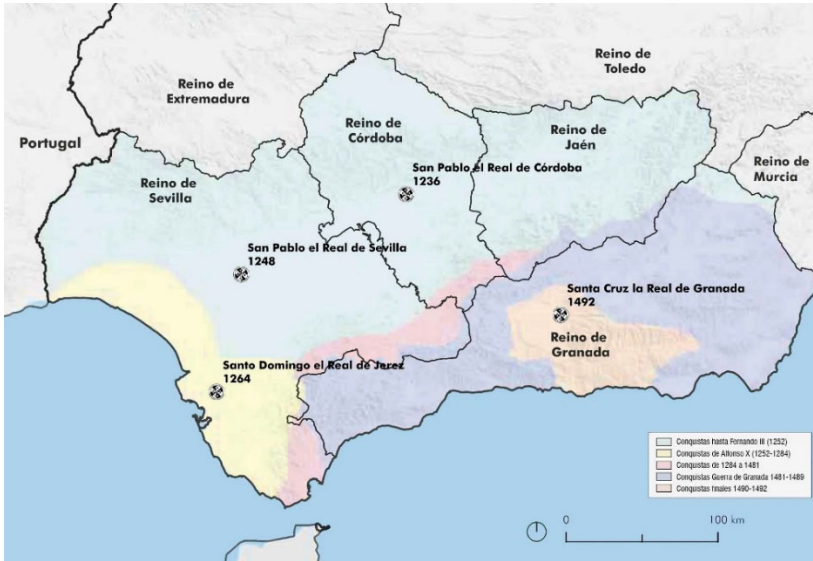 Reino de
Toledo
Reino de
Extremadura
Reino de
Córdoba
Portugal
Reino de
Jaén
San Pablo el Real de Córdoba
1236
Reino de
Murcia
Reino de
Sevilla
San Pablo el Real de Sevilla
1248
Santa Cruz la Real de Granada
1492
Reino de
Granada
Santo Domingo el Real de Jerez
1264
Conquistas hasta Fernando III (1252)
Conquistas de Alfonso X (1252-1284)
Conquistas de 1284 a 1481
Conquistas Guerra de Granada 1481-1489
Conquistas finales 1490-1492
0
100 km